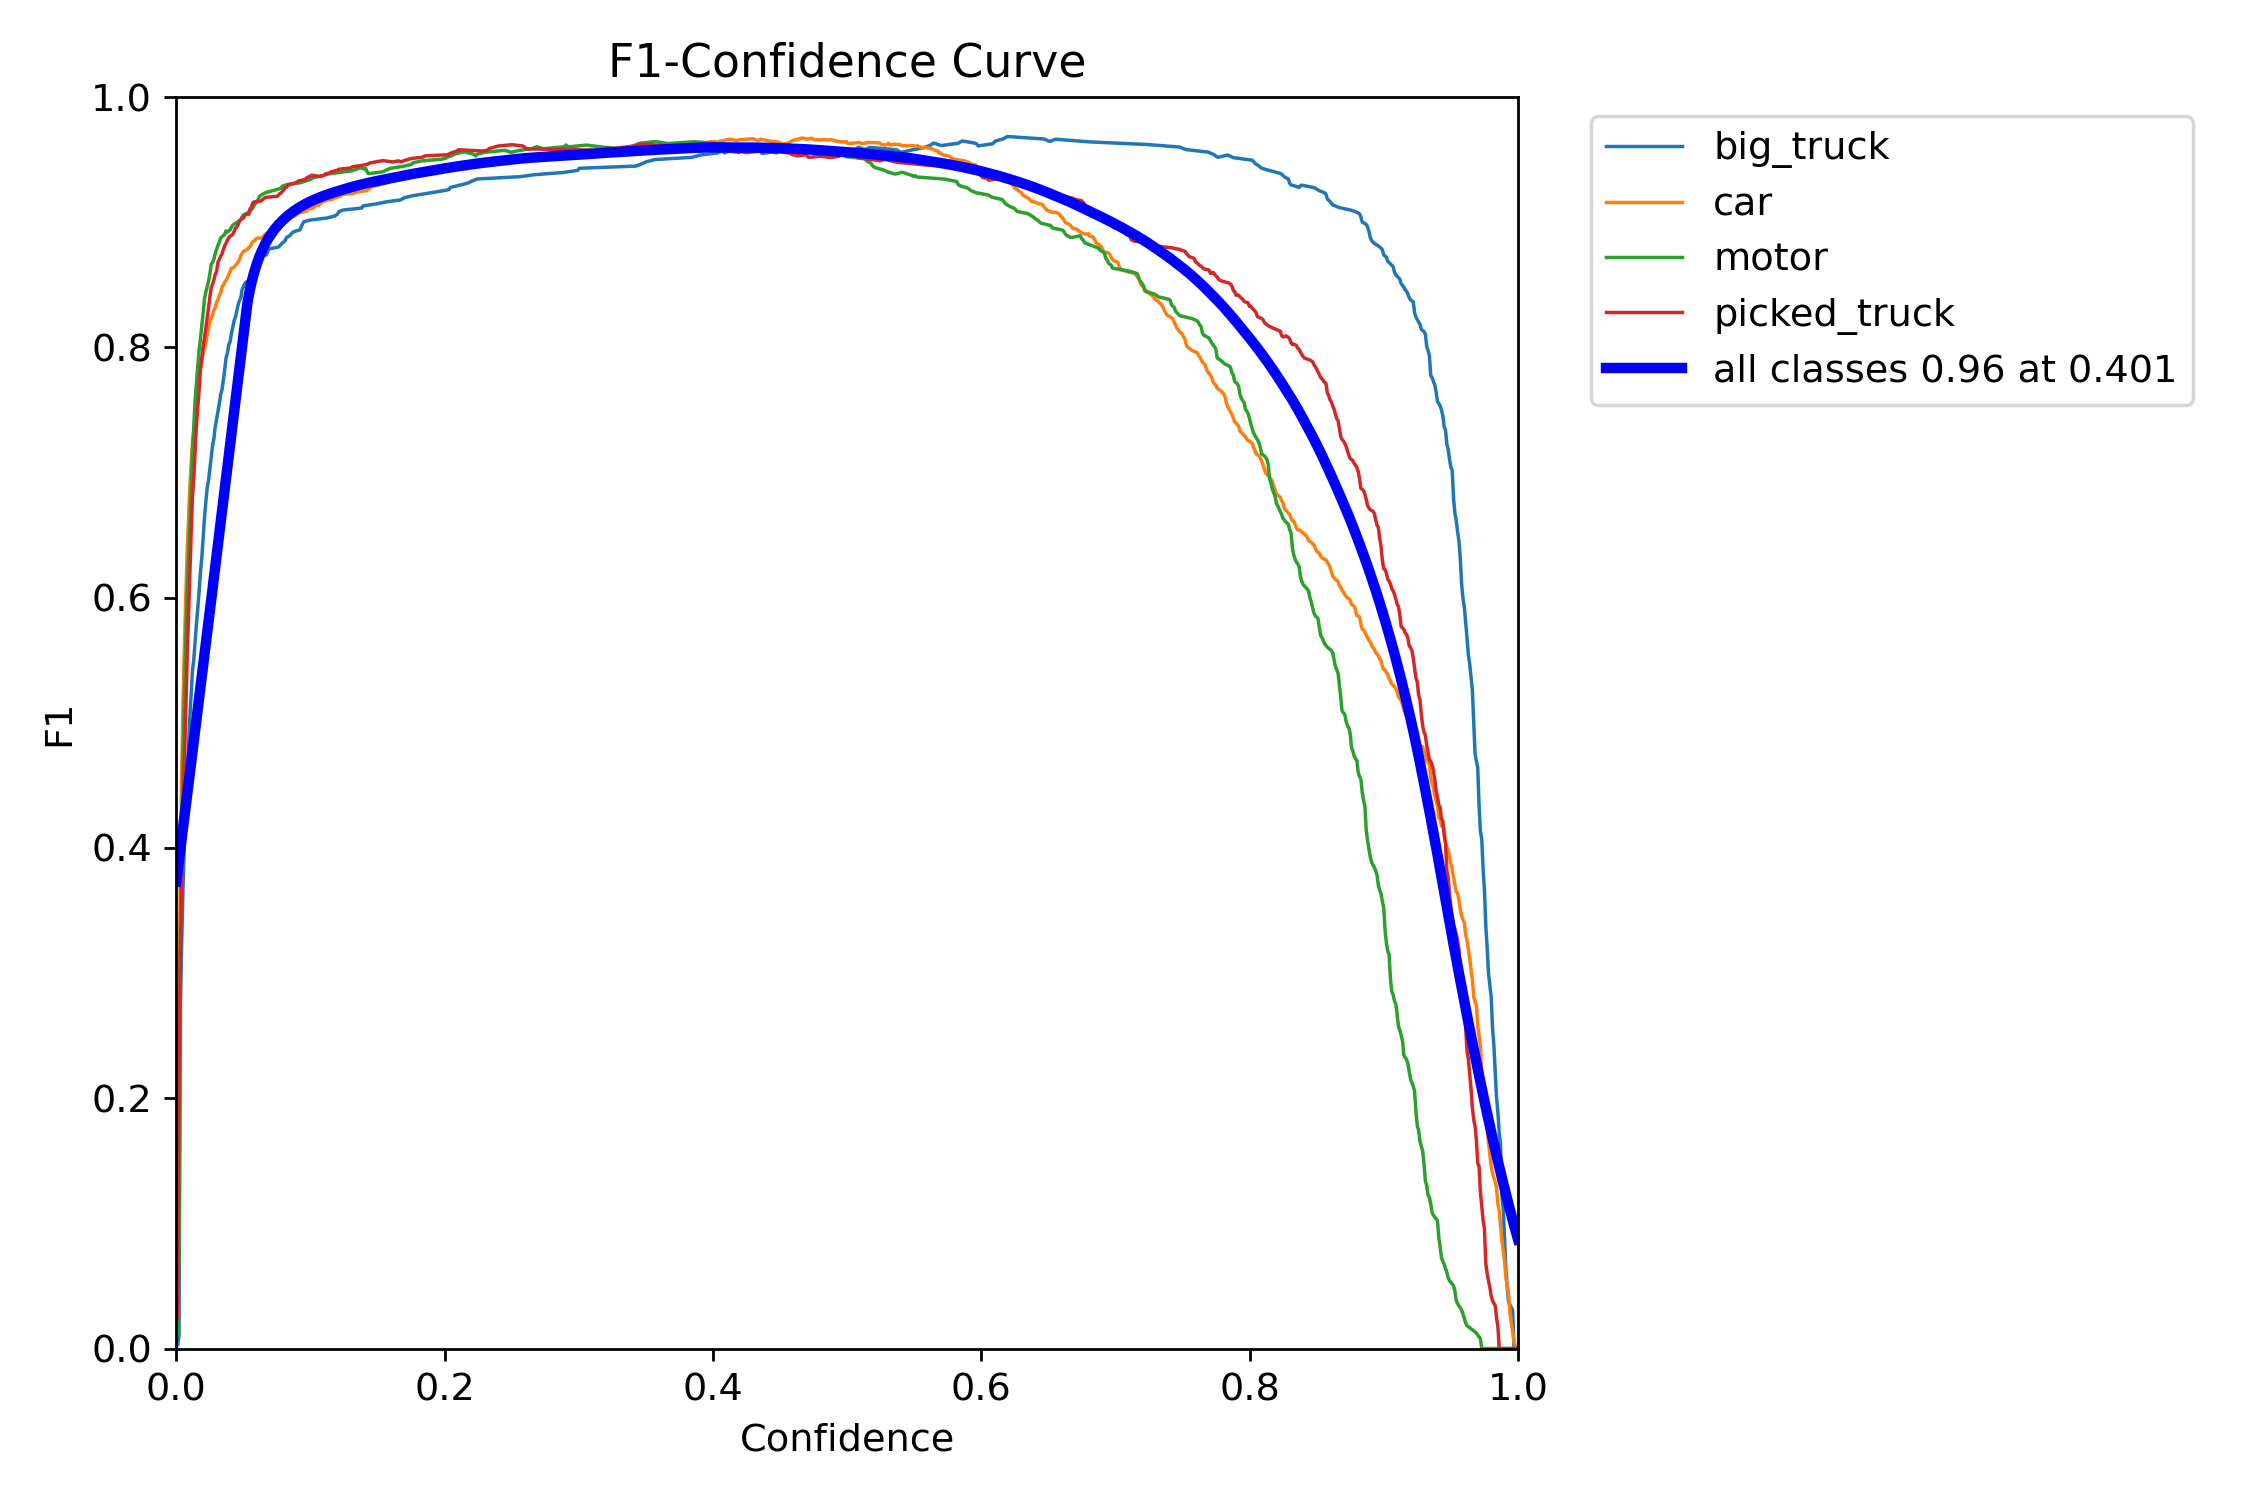 F1-Confidence Curve
1.0
0.8
0.6
0.4
0.2
0.0
F1
0.0 0.2 0.4 0.6 0.8 1.0
Confidence
big_truck
car
motor
picked_truck
all classes 0.96 at 0.401